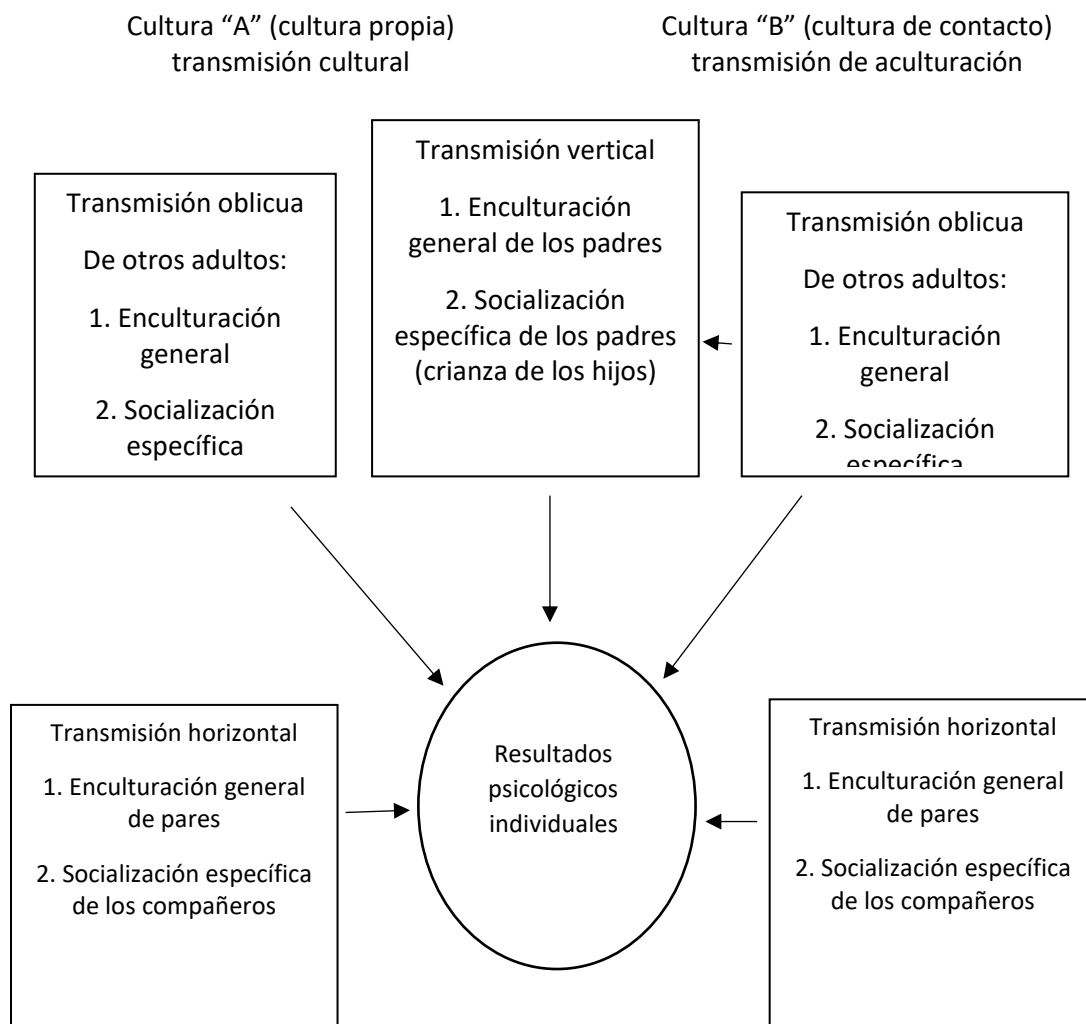 Cultura “A” (cultura propia)
transmisión cultural
Cultura “B” (cultura de contacto)
transmisión de aculturación
Transmisión oblicua
De otros adultos:
1. Enculturación
general
2. Socialización
específica
Transmisión vertical
1. Enculturación
general de los padres
2. Socialización
específica de los padres
(crianza de los hijos)
Transmisión oblicua
De otros adultos:
1. Enculturación
general
2. Socialización
específica
Transmisión horizontal
1. Enculturación general
de pares
2. Socialización específica
de los compañeros
Resultados
psicológicos
individuales
Transmisión horizontal
1. Enculturación general
de pares
2. Socialización específica
de los compañeros